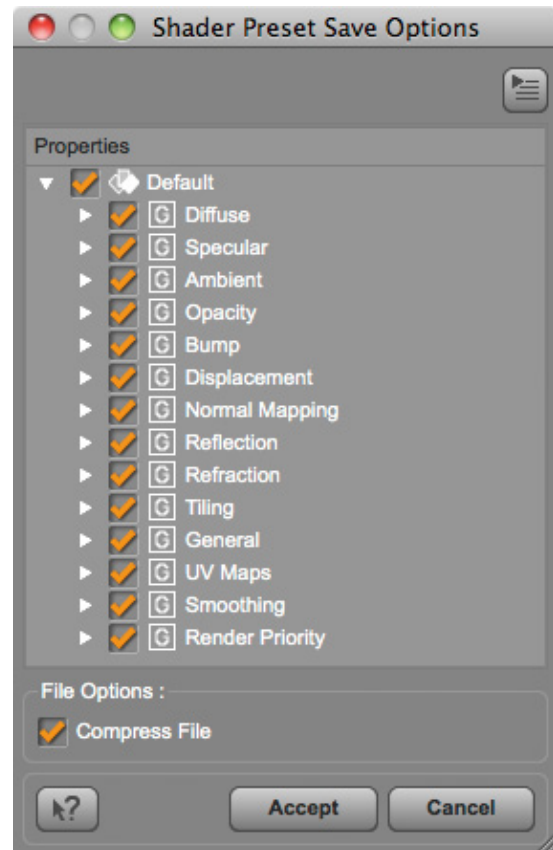 Shader Preset Save Options
Properties
Default
G Diffuse
G Specular
G Ambient
G Opacity
G Bump
G Displacement
G Normal Mapping
G Reflection
G Refraction
G Tiling
G General
G UV Maps
G Smoothing
G Render Priority
File Options :
Compress File
? Accept Cancel